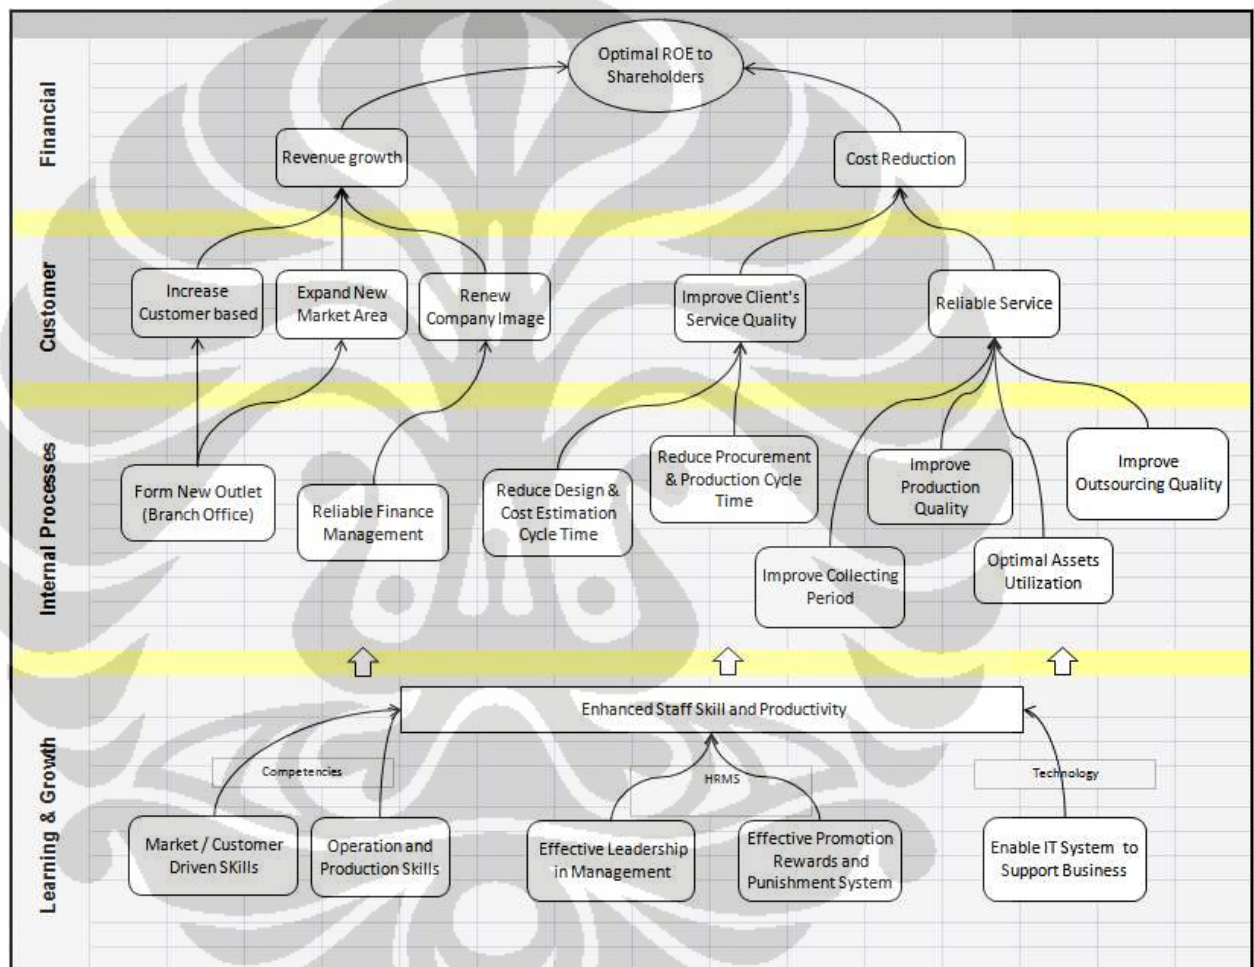 Financial
Optimal ROE to
Shareholders
Revenue growth
Cost Reduction
Customer
Increase
Customer based
Expand New
Market Area
Renew
Company Image
Improve Client's
Service Quality
Reliable Service
Internal Processes
Form New Outlet
(Branch Office)
Reliable Finance
Management
Reduce Design &
Cost Estimation
Cycle Time
Reduce Procurement
& Production Cycle
Time
Improve Collecting
Period
Improve
Production
Quality
Optimal Assets
Utilization
Improve
Outsourcing Quality
Learning & Growth
Enhanced Staff Skill and Productivity
Competencies
HRMS
Technology
Market / Customer
Driven SKills
Operation and
Production Skills
Effective Leadership
in Management
Effective Promotion
Rewards and
Punishment System
Enable IT System to
Support Business